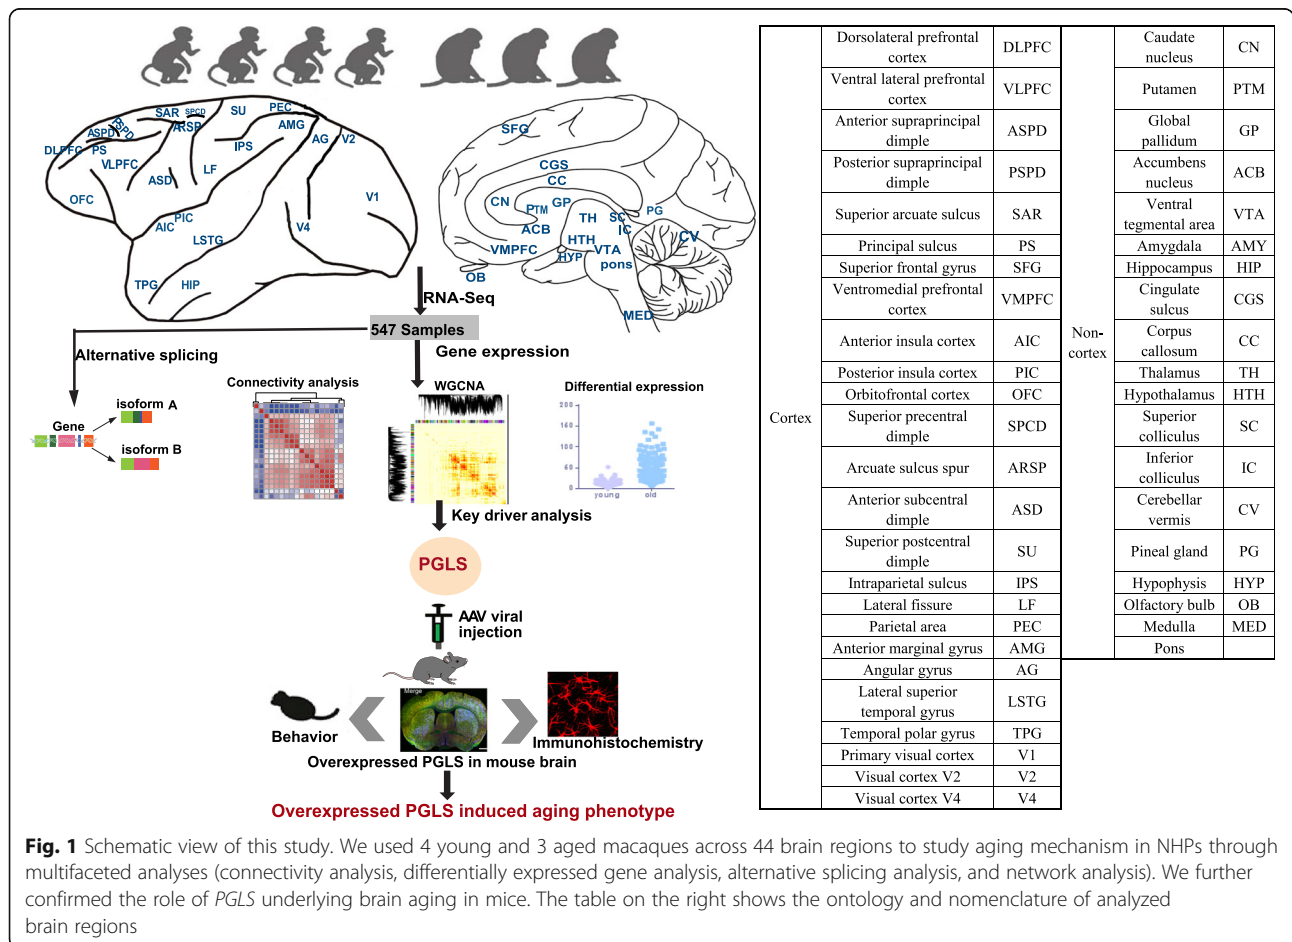 SAR
SPCD
SU
PEC
ASPD
PSPD
ARSP
AMG
AG
V2
DLPFC
PS
VLPFC
IPS
ASD
LF
OFC
V1
PIC
AIC
LSTG
V4
TPG
HIP
SFG
CGS
CC
CN
PTM
GP
TH
SC
PG
ACB
IC
CV
HTH
VMPFC
HYP
VTA
pons
OB
MED
RNA-Seq
547 Samples
Alternative splicing
Gene expression
Connectivity analysis
WGCNA
Differential expression
isoform A
Gene
isoform B
200
150
100
60
0
young
old
Key driver analysis
PGLS
AAV viral
injection
Merge
Behavior
Immunohistochemistry
Overexpressed PGLS in mouse brain
Overexpressed PGLS induced aging phenotype
Cortex
Dorsolateral prefrontal
cortex
DLPFC
Ventral lateral prefrontal
cortex
VLPFC
Anterior supraprincipal
dimple
ASPD
Posterior supraprincipal
dimple
PSPD
Superior arcuate sulcus
SAR
Principal sulcus
PS
Superior frontal gyrus
SFG
Ventromedial prefrontal
cortex
VMPFC
Anterior insula cortex
AIC
Posterior insula cortex
PIC
Orbitofrontal cortex
OFC
Superior precentral
dimple
SPCD
Arcuate sulcus spur
ARSP
Anterior subcentral
dimple
ASD
Superior postcentral
dimple
SU
Intraparietal sulcus
IPS
Lateral fissure
LF
Parietal area
PEC
Anterior marginal gyrus
AMG
Angular gyrus
AG
Lateral superior
temporal gyrus
LSTG
Temporal polar gyrus
TPG
Primary visual cortex
V1
Visual cortex V2
V2
Visual cortex V4
V4
Non-
cortex
Caudate
nucleus
CN
Putamen
PTM
Global
pallidum
GP
Accumbens
nucleus
ACB
Ventral
tegmental area
VTA
Amygdala
AMY
Hippocampus
HIP
Cingulate
sulcus
CGS
Corpus
callosum
CC
Thalamus
TH
Hypothalamus
HTH
Superior
colliculus
SC
Inferior
colliculus
IC
Cerebellar
vermis
CV
Pineal gland
PG
Hypophysis
HYP
Olfactory bulb
OB
Medulla
MED
Pons
Fig. 1 Schematic view of this study. We used 4 young and 3 aged macaques across 44 brain regions to study aging mechanism in NHPs through
multifaceted analyses (connectivity analysis, differentially expressed gene analysis, alternative splicing analysis, and network analysis). We further
confirmed the role of PGLS underlying brain aging in mice. The table on the right shows the ontology and nomenclature of analyzed
brain regions